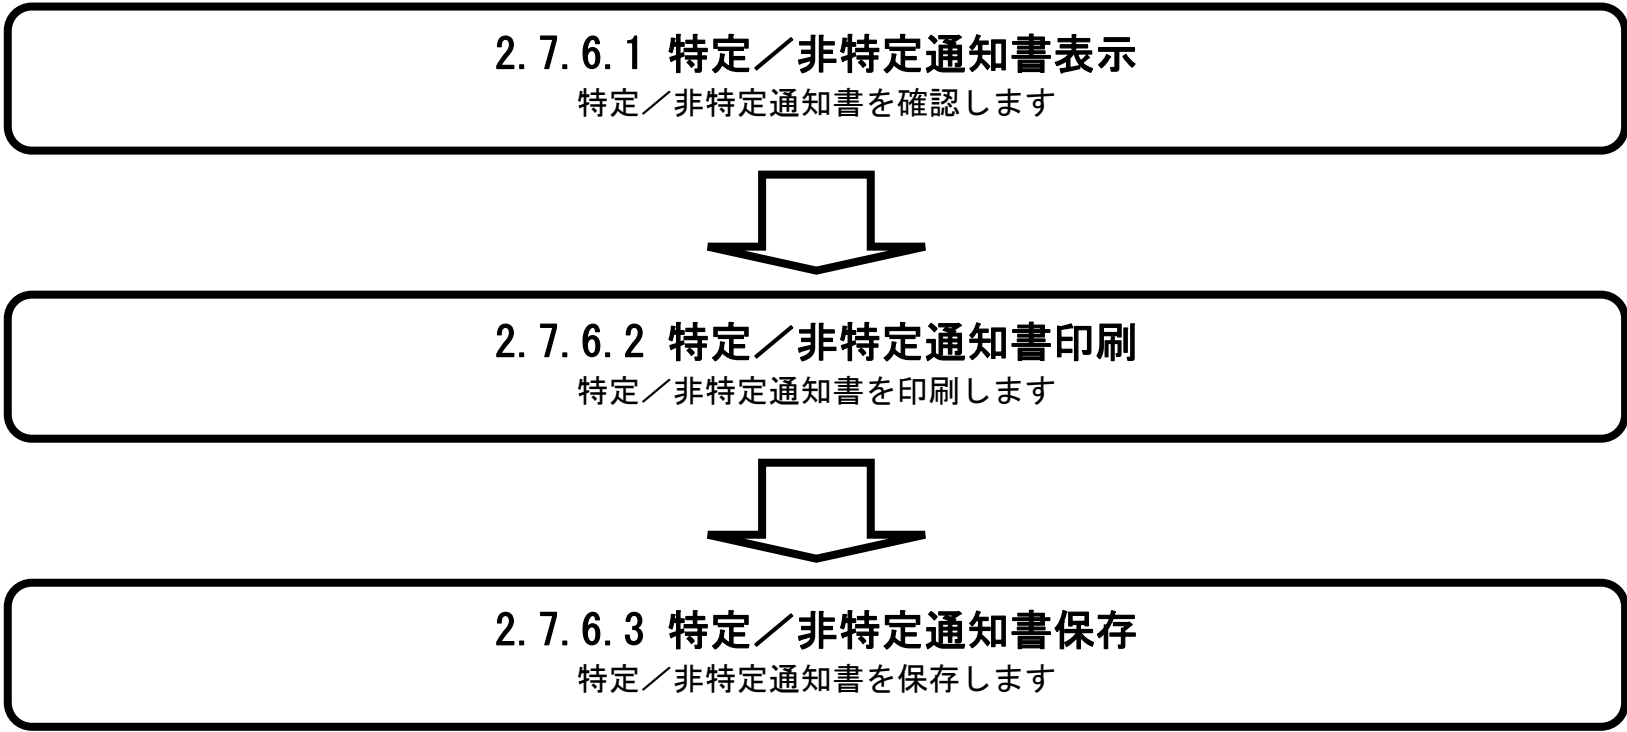 2.7.6.1 特定／非特定通知書表示
特定／非特定通知書を確認します
2.7.6.2 特定／非特定通知書印刷
特定／非特定通知書を印刷します
2.7.6.3 特定／非特定通知書保存
特定／非特定通知書を保存します